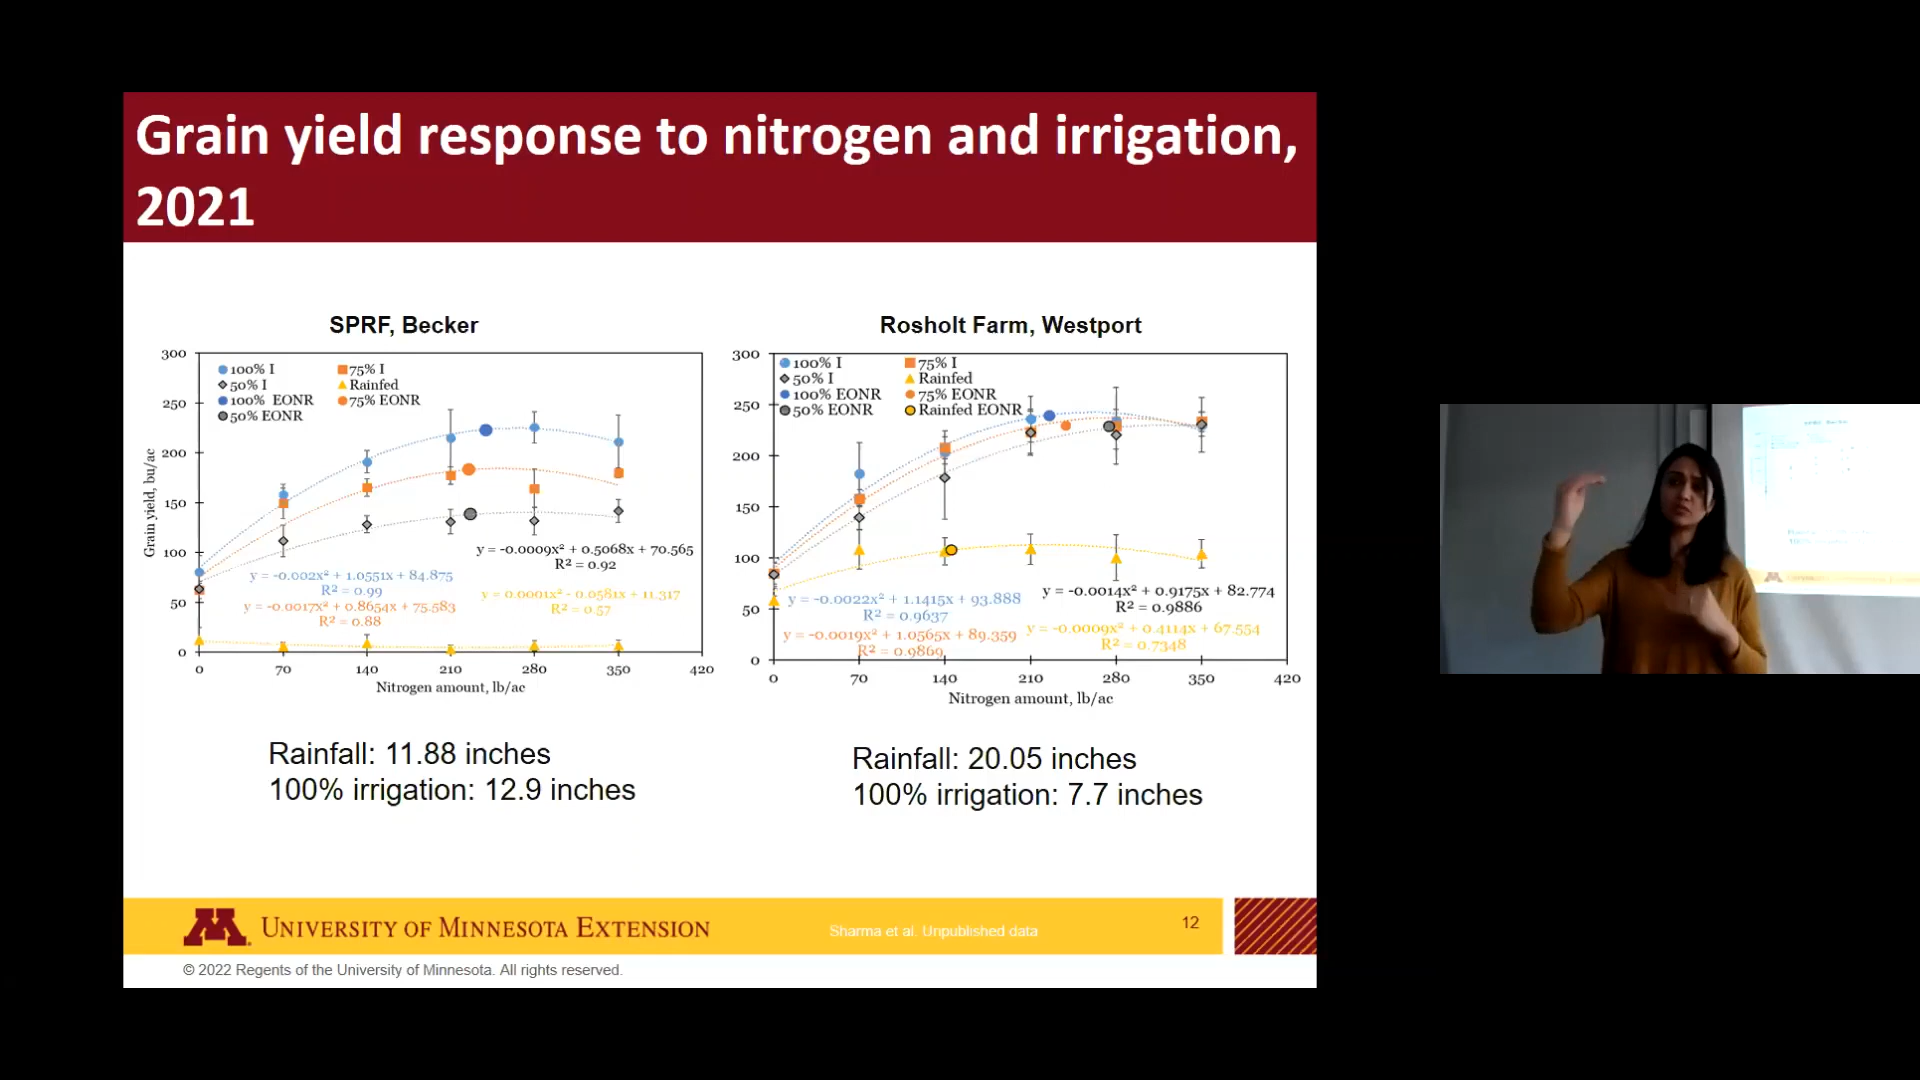 Grain yield response to nitrogen and irrigation,
2021
SPRF, Becker
300
250
200
150
100
50
0
Grain yield, bu/ac
100% I
75% I
50% I
Rainfed
100% EONR
75% EONR
50% EONR
y = -0.0009x² + 0.5068x + 70.565
R² = 0.92
y = -0.002x² + 1.0551x + 84.875
R² = 0.99
y = -0.0017x² + 0.8654x + 75.583
R² = 0.88
y = 0.0001x² - 0.0581x + 11.317
R² = 0.57
0 70 140 210 280 350 420
Nitrogen amount, lb/ac
Rainfall: 11.88 inches
100% irrigation: 12.9 inches
Rosholt Farm, Westport
300
250
200
150
100
50
0
100% I
75% I
50% I
Rainfed
100% EONR
75% EONR
50% EONR
Rainfed EONR
y = -0.0022x² + 1.1415x + 93.888
R² = 0.9637
y = -0.0019x² + 1.0565x + 89.359
R² = 0.9869
y = -0.0014x² + 0.9175x + 82.774
R² = 0.9886
y = -0.0009x² + 0.4114x + 67.554
R² = 0.7348
0 70 140 210 280 350 420
Nitrogen amount, lb/ac
Rainfall: 20.05 inches
100% irrigation: 7.7 inches
M University of Minnesota Extension
Sharma et al. Unpublished data
12
© 2022 Regents of the University of Minnesota. All rights reserved.